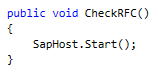 public void CheckRFC()
{
    SapHost.Start();
}